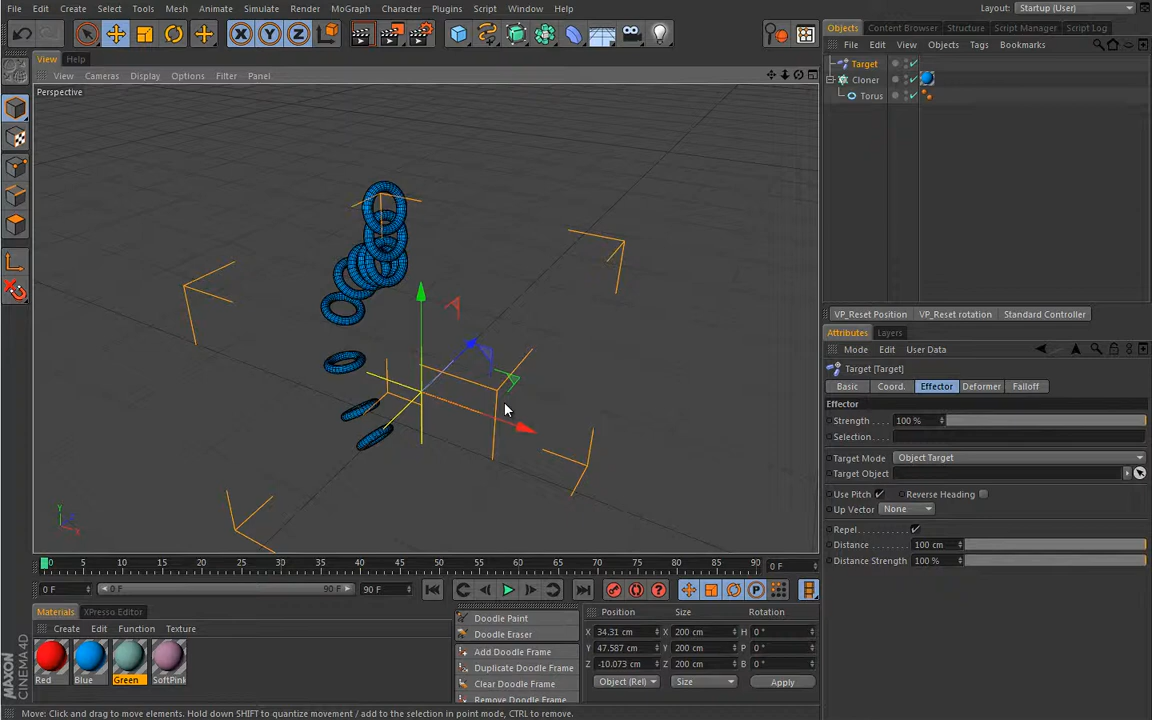 File Edit Create Select Tools Mesh Animate Simulate Render MoGraph Character Plugins Script Window Help
Layout: Startup (User)
View Help
View Cameras Display Options Filter Panel
Perspective
Y
X
Objects Content Browser Structure Script Manager Script Log
File Edit View Objects Tags Bookmarks
Target
Cloner
Torus
VP_Reset Position VP_Reset rotation Standard Controller
Attributes Layers
Mode Edit User Data
Target [Target]
Basic Coord. Effector Deformer Falloff
Effector
Strength 100 %
Selection
Target Mode Object Target
Target Object
Use Pitch Reverse Heading
Up Vector None
Repel
Distance 100 cm
Distance Strength 100 %
0 5 10 15 20 25 30 35 40 45 50 55 60 65 70 75 80 85 90 0 F
0 F 0 F 90 F 90 F
Materials XPresso Editor
Create Edit Function Texture
Red Blue Green SoftPink
Doodle Paint
Doodle Eraser
Add Doodle Frame
Duplicate Doodle Frame
Clear Doodle Frame
Remove Doodle Frame
Position Size Rotation
X 34.31 cm X 200 cm H 0 °
Y 47.587 cm Y 200 cm P 0 °
Z -10.073 cm Z 200 cm B 0 °
Object (Rel) Size Apply
MAXON CINEMA 4D
Move: Click and drag to move elements. Hold down SHIFT to quantize movement / add to the selection in point mode, CTRL to remove.